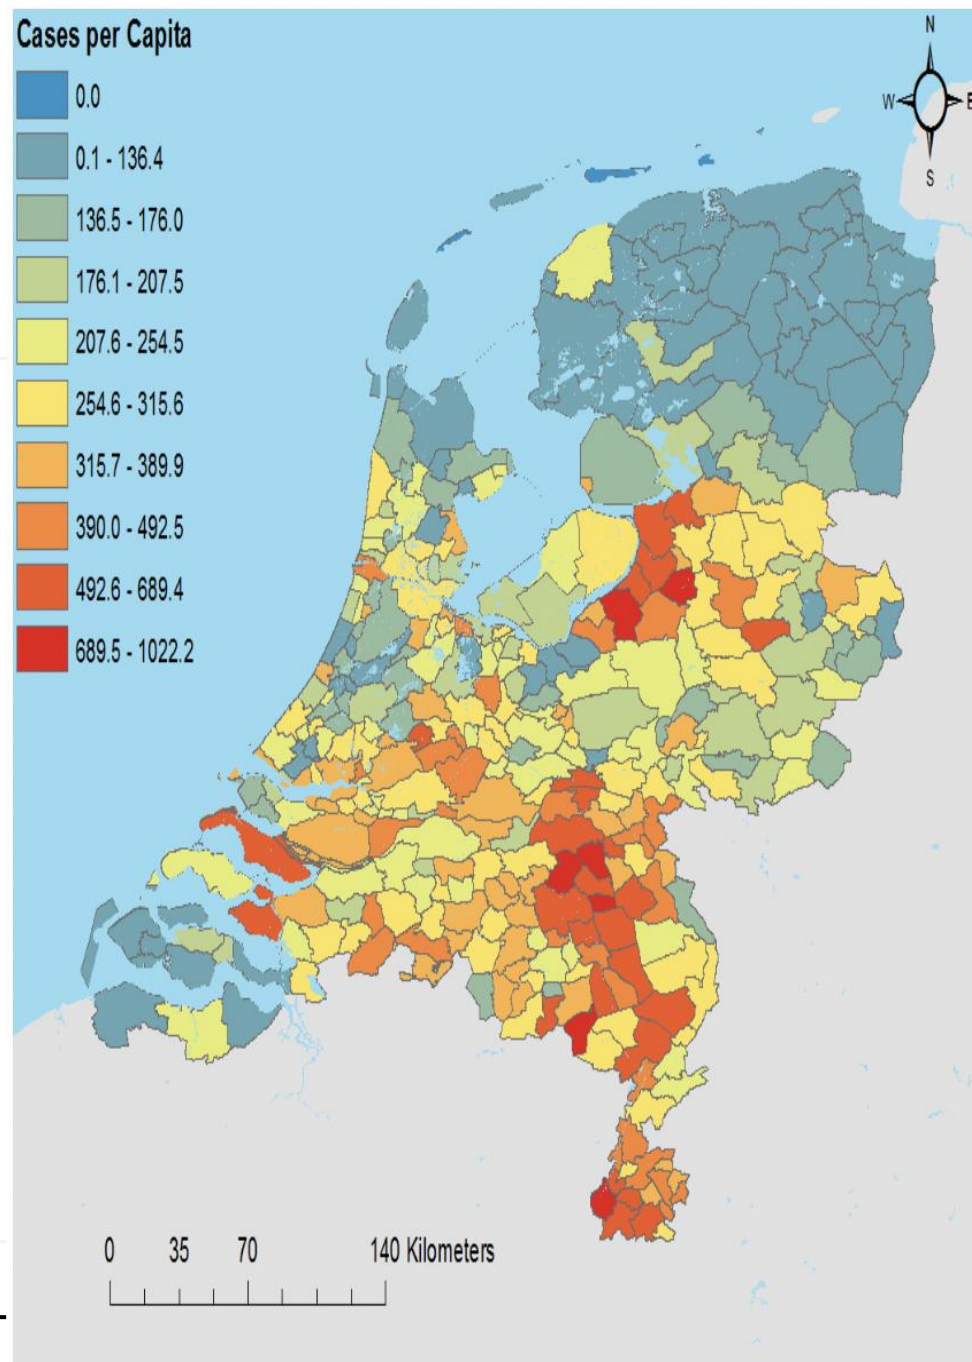 Cases per Capita
0.0
0.1 - 136.4
136.5 - 176.0
176.1 - 207.5
207.6 - 254.5
254.6 - 315.6
315.7 - 389.9
390.0 - 492.5
492.6 - 689.4
689.5 - 1022.2
N
W E
S
0 35 70 140 Kilometers